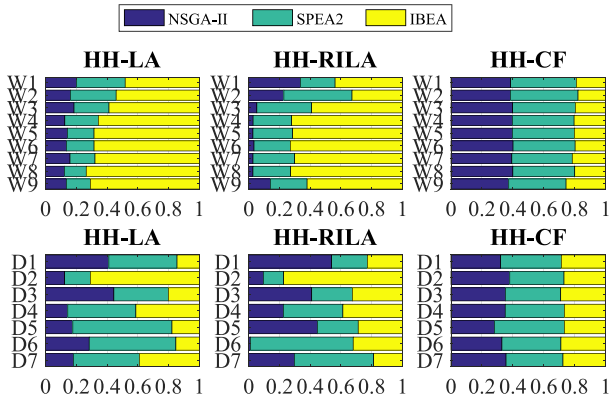 NSGA-II SPEA2 IBEA
HH-LA HH-RILA HH-CF
W1 W1 W1
W2 W2 W2
W3 W3 W3
W4 W4 W4
W5 W5 W5
W6 W6 W6
W7 W7 W7
W8 W8 W8
W9 W9 W9
0 0.2 0.4 0.6 0.8 1 0 0.2 0.4 0.6 0.8 1 0 0.2 0.4 0.6 0.8 1
HH-LA HH-RILA HH-CF
D1 D1 D1
D2 D2 D2
D3 D3 D3
D4 D4 D4
D5 D5 D5
D6 D6 D6
D7 D7 D7
0 0.2 0.4 0.6 0.8 1 0 0.2 0.4 0.6 0.8 1 0 0.2 0.4 0.6 0.8 1